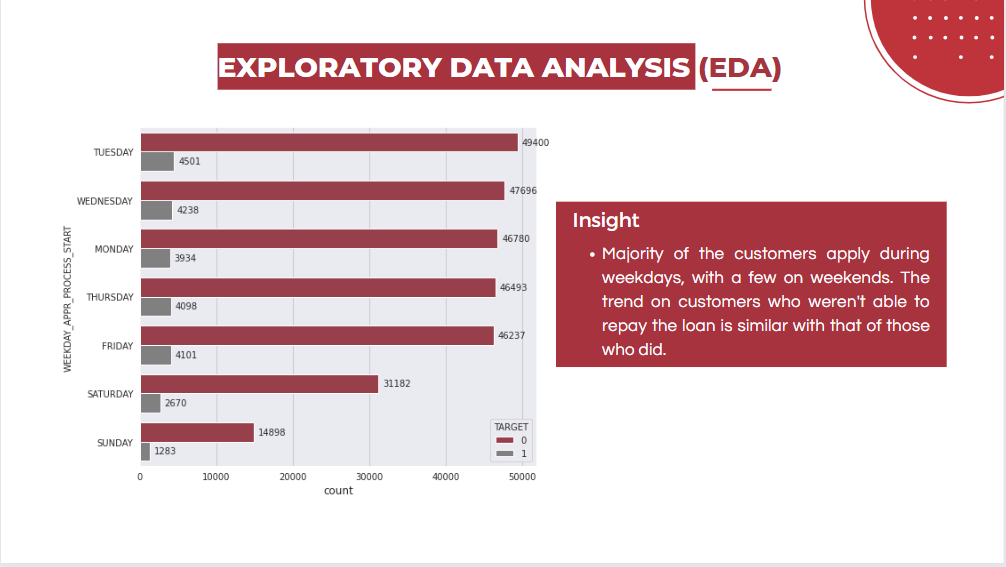 EXPLORATORY DATA ANALYSIS (EDA)
WEEKDAY_APPR_PROCESS_START
TUESDAY
49400
4501
WEDNESDAY
47696
4238
MONDAY
46780
3934
THURSDAY
46493
4098
FRIDAY
46237
4101
SATURDAY
31182
2670
SUNDAY
14898
1283
TARGET
0
1
0 10000 20000 30000 40000 50000
count
Insight
• Majority of the customers apply during
weekdays, with a few on weekends. The
trend on customers who weren't able to
repay the loan is similar with that of those
who did.